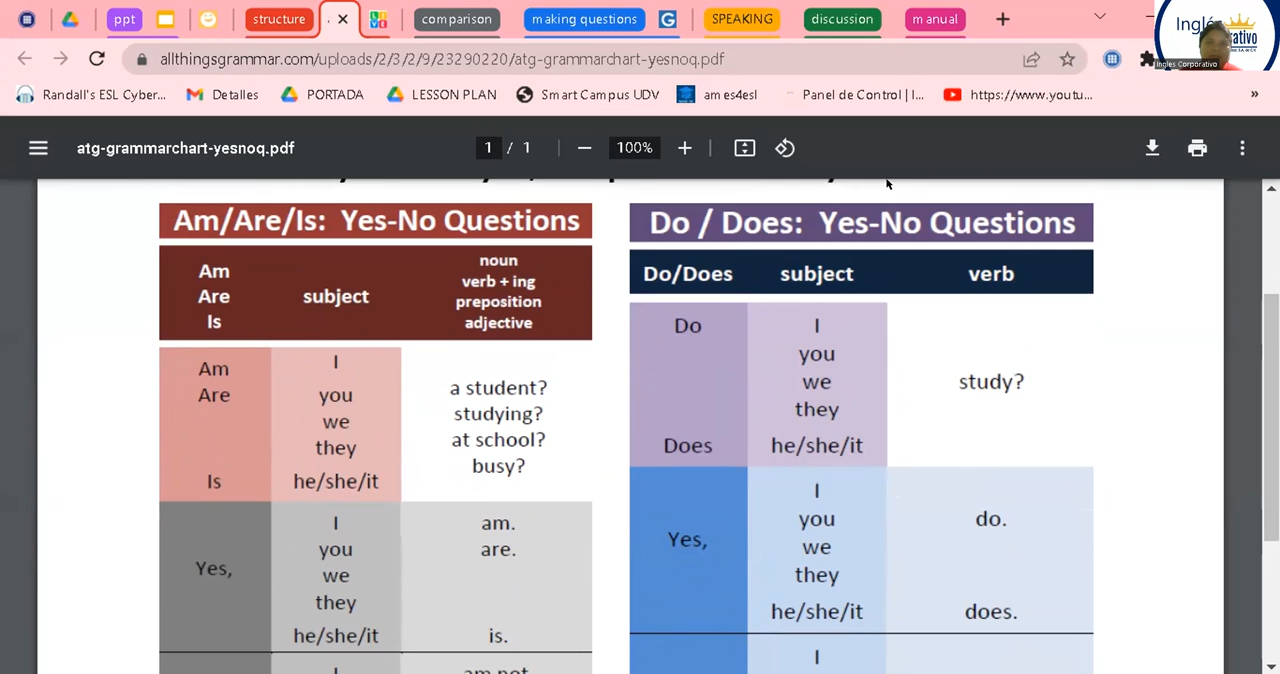 ppt
structure
comparison
making questions
SPEAKING
discussion
manual
allthingsgrammar.com/uploads/2/3/2/9/23290220/atg-grammarchart-yesnoq.pdf
Ingles Corporativo
Randall's ESL Cyber...
Detalles
PORTADA
LESSON PLAN
Smart Campus UDV
ames4esl
Panel de Control | I...
https://www.youtu...
»
atg-grammarchart-yesnoq.pdf
1 / 1
100%
Am/Are/Is: Yes-No Questions
Am
Are
Is
subject
noun
verb + ing
preposition
adjective
Am
Are
Is
I
you
we
they
he/she/it
a student?
studying?
at school?
busy?
Yes,
I
you
we
they
he/she/it
am.
are.
is.
I
am not
Do / Does: Yes-No Questions
Do/Does
subject
verb
Do
Does
I
you
we
they
he/she/it
study?
Yes,
I
you
we
they
he/she/it
do.
does.
I